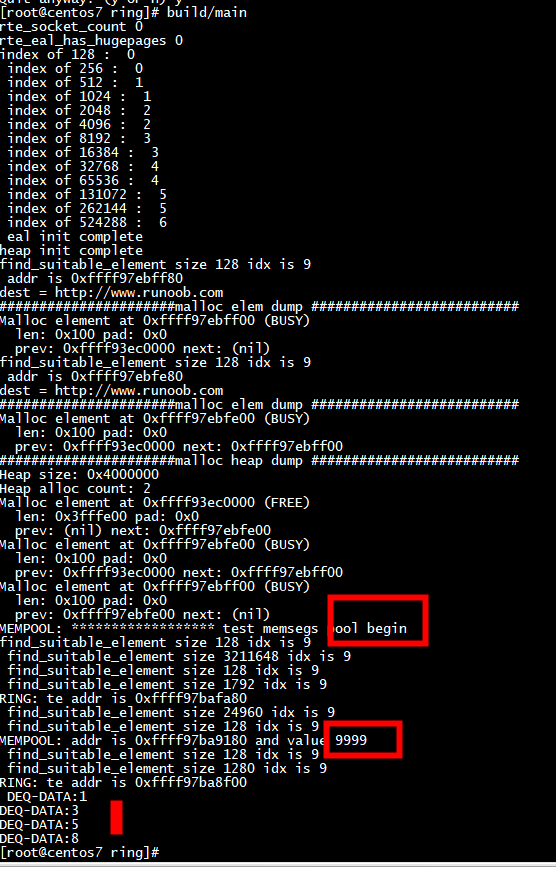 Quit anyway? (y or n) y
[root@centos7 ring]# build/main
rte_socket_count 0
rte_eal_has_hugepages 0
index of 128 :  0
 index of 256 :  0
 index of 512 :  1
 index of 1024 :  1
 index of 2048 :  2
 index of 4096 :  2
 index of 8192 :  3
 index of 16384 :  3
 index of 32768 :  4
 index of 65536 :  4
 index of 131072 :  5
 index of 262144 :  5
 index of 524288 :  6
 eal init complete
heap init complete
find_suitable_element size 128 idx is 9
 addr is 0xffff97ebff80
dest = http://www.runoob.com
######################malloc elem dump ##########################
Malloc element at 0xffff97ebff00 (BUSY)
  len: 0x100 pad: 0x0
  prev: 0xffff93ec0000 next: (nil)
find_suitable_element size 128 idx is 9
 addr is 0xffff97ebfe80
dest = http://www.runoob.com
######################malloc elem dump ##########################
Malloc element at 0xffff97ebfe00 (BUSY)
  len: 0x100 pad: 0x0
  prev: 0xffff93ec0000 next: 0xffff97ebff00
######################malloc heap dump ##########################
Heap size: 0x4000000
Heap alloc count: 2
Malloc element at 0xffff93ec0000 (FREE)
  len: 0x3fffe00 pad: 0x0
  prev: (nil) next: 0xffff97ebfe00
Malloc element at 0xffff97ebfe00 (BUSY)
  len: 0x100 pad: 0x0
  prev: 0xffff93ec0000 next: 0xffff97ebff00
Malloc element at 0xffff97ebff00 (BUSY)
  len: 0x100 pad: 0x0
  prev: 0xffff97ebfe00 next: (nil)
MEMPOOL: ****************** test memsegs pool begin
find_suitable_element size 128 idx is 9
 find_suitable_element size 3211648 idx is 9
 find_suitable_element size 128 idx is 9
 find_suitable_element size 1792 idx is 9
RING: te addr is 0xffff97bafa80
 find_suitable_element size 24960 idx is 9
 find_suitable_element size 128 idx is 9
MEMPOOL: addr is 0xffff97ba9180 and value 9999
 find_suitable_element size 128 idx is 9
 find_suitable_element size 1280 idx is 9
RING: te addr is 0xffff97ba8f00
 DEQ-DATA:1
DEQ-DATA:3
DEQ-DATA:5
DEQ-DATA:8
[root@centos7 ring]#